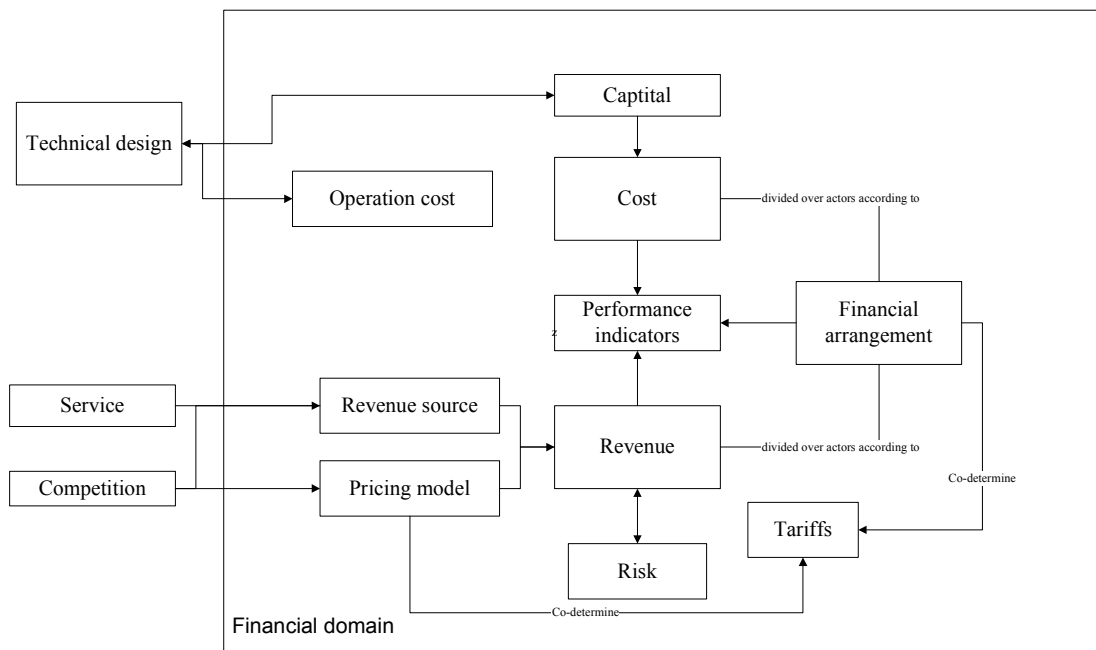 Captital
Technical design
Operation cost
Cost
divided over actors according to
Performance
indicators
z
Financial
arrangement
Service
Revenue source
Revenue
divided over actors according to
Competition
Pricing model
Co-determine
Tariffs
Risk
Co-determine
Financial domain